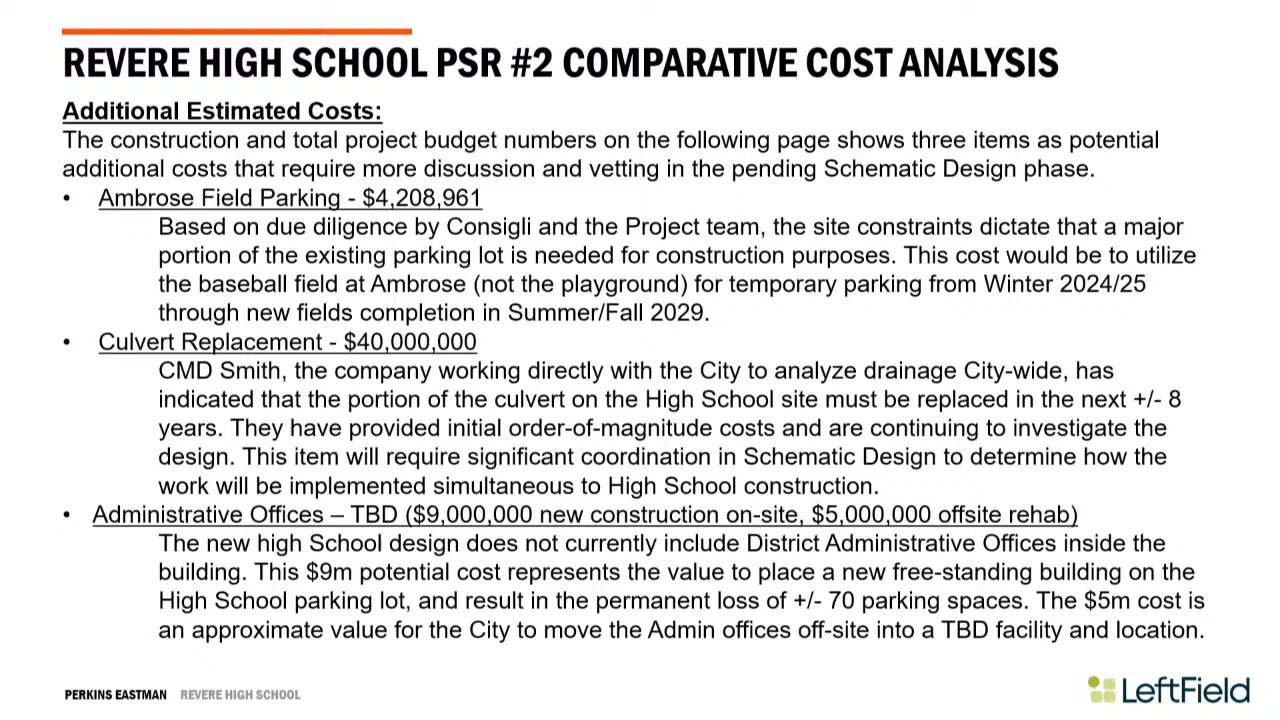 REVERE HIGH SCHOOL PSR #2 COMPARATIVE COST ANALYSIS
Additional Estimated Costs:
The construction and total project budget numbers on the following page shows three items as potential
additional costs that require more discussion and vetting in the pending Schematic Design phase.
• Ambrose Field Parking - $4,208,961
Based on due diligence by Consigli and the Project team, the site constraints dictate that a major
portion of the existing parking lot is needed for construction purposes. This cost would be to utilize
the baseball field at Ambrose (not the playground) for temporary parking from Winter 2024/25
through new fields completion in Summer/Fall 2029.
• Culvert Replacement - $40,000,000
CMD Smith, the company working directly with the City to analyze drainage City-wide, has
indicated that the portion of the culvert on the High School site must be replaced in the next +/- 8
years. They have provided initial order-of-magnitude costs and are continuing to investigate the
design. This item will require significant coordination in Schematic Design to determine how the
work will be implemented simultaneous to High School construction.
• Administrative Offices – TBD ($9,000,000 new construction on-site, $5,000,000 offsite rehab)
The new high School design does not currently include District Administrative Offices inside the
building. This $9m potential cost represents the value to place a new free-standing building on the
High School parking lot, and result in the permanent loss of +/- 70 parking spaces. The $5m cost is
an approximate value for the City to move the Admin offices off-site into a TBD facility and location.
PERKINS EASTMAN REVERE HIGH SCHOOL
LeftField